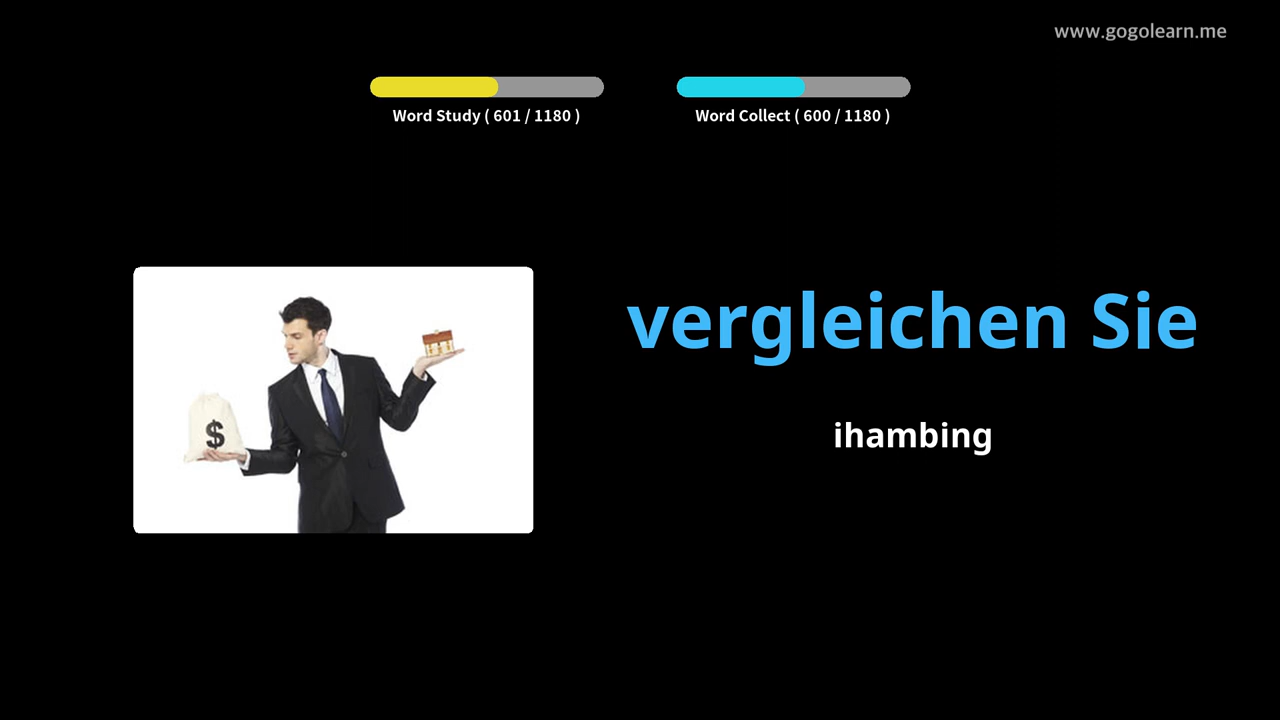 www.gogolearn.me
Word Study ( 601 / 1180 )
Word Collect ( 600 / 1180 )
vergleichen Sie
ihambing
$